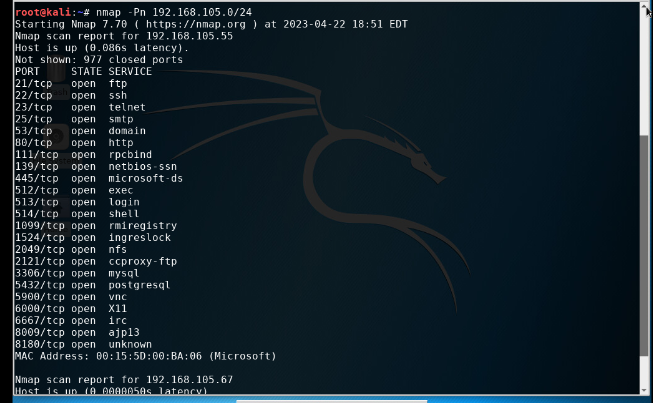 root@kali:~# nmap -Pn 192.168.105.0/24
Starting Nmap 7.70 ( https://nmap.org ) at 2023-04-22 18:51 EDT
Nmap scan report for 192.168.105.55
Host is up (0.086s latency).
Not shown: 977 closed ports
PORT     STATE SERVICE
21/tcp   open  ftp
22/tcp   open  ssh
23/tcp   open  telnet
25/tcp   open  smtp
53/tcp   open  domain
80/tcp   open  http
111/tcp  open  rpcbind
139/tcp  open  netbios-ssn
445/tcp  open  microsoft-ds
512/tcp  open  exec
513/tcp  open  login
514/tcp  open  shell
1099/tcp open  rmiregistry
1524/tcp open  ingreslock
2049/tcp open  nfs
2121/tcp open  ccproxy-ftp
3306/tcp open  mysql
5432/tcp open  postgresql
5900/tcp open  vnc
6000/tcp open  X11
6667/tcp open  irc
8009/tcp open  ajp13
8180/tcp open  unknown
MAC Address: 00:15:5D:00:BA:06 (Microsoft)
Nmap scan report for 192.168.105.67
Host is up (0.0000050s latency)